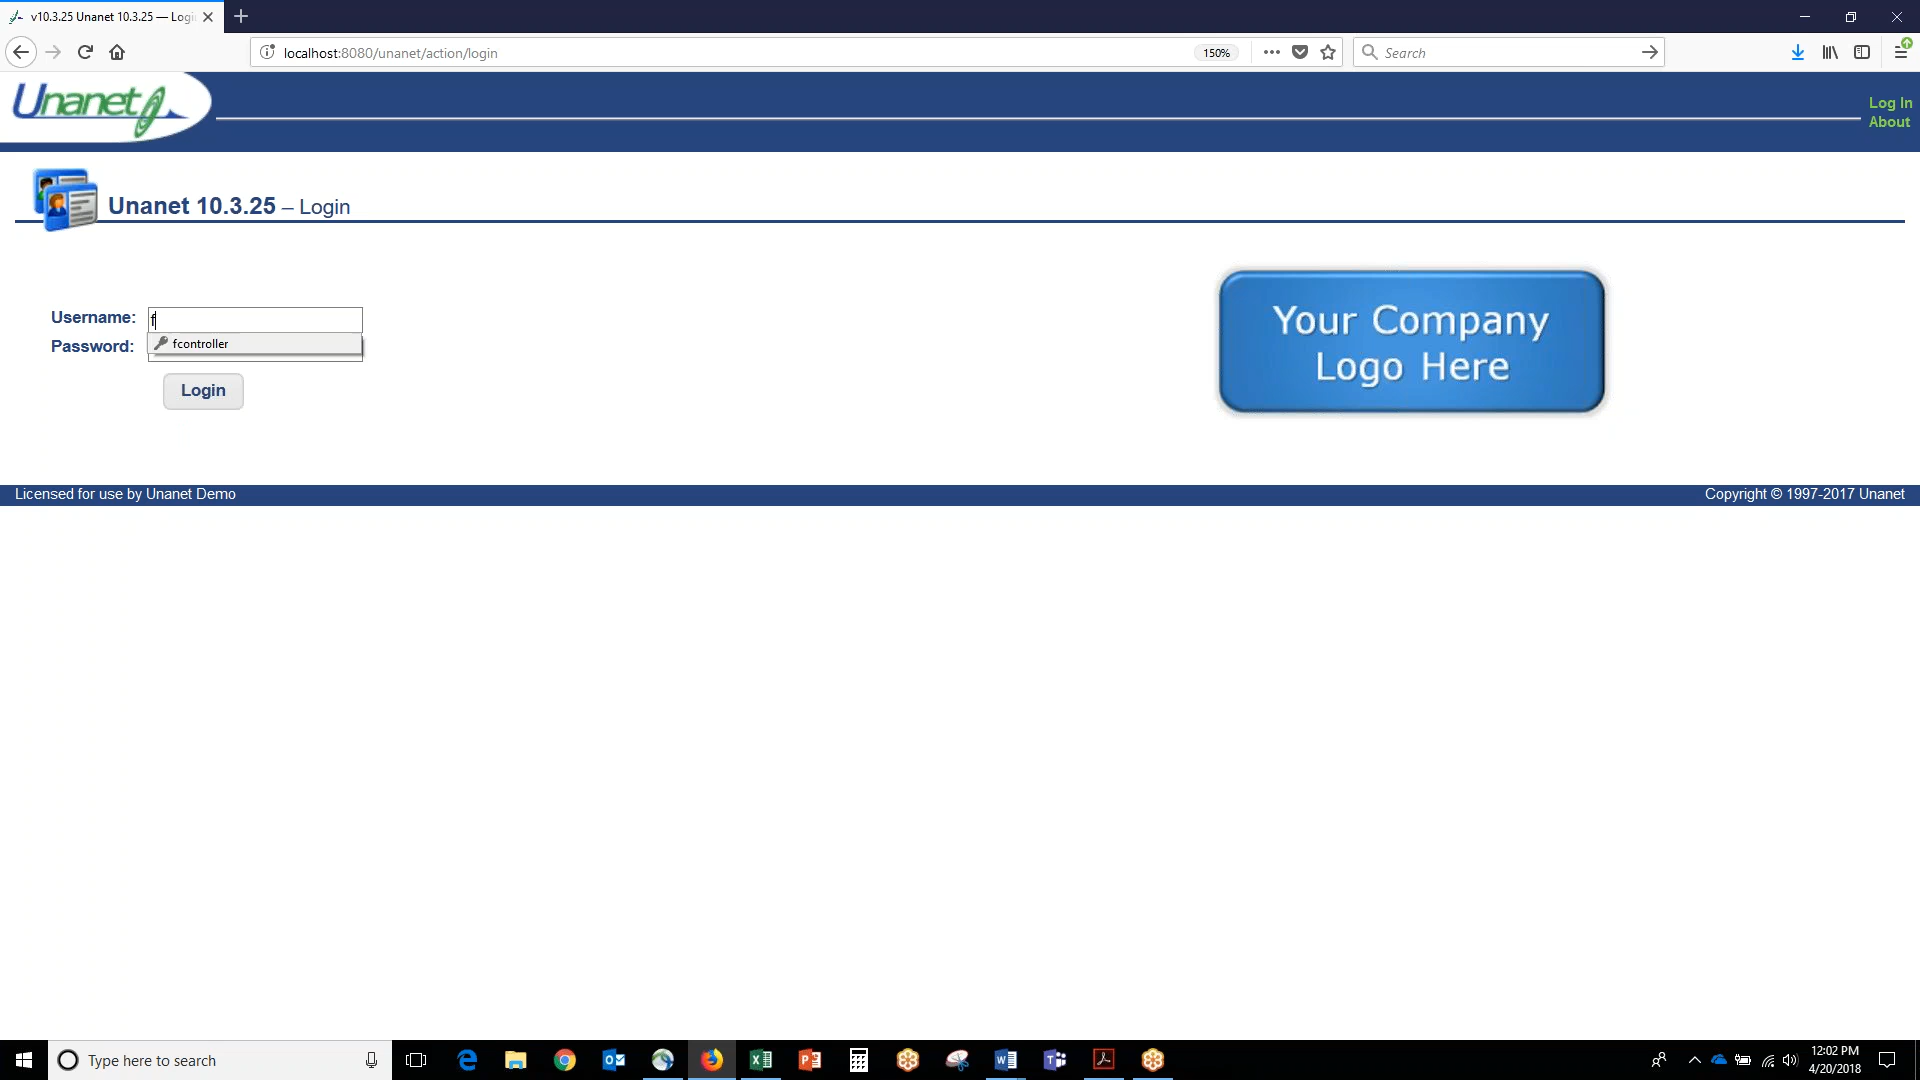 v10.3.25 Unanet 10.3.25 — Logi
localhost:8080/unanet/action/login
150%
Search
Unanet
Log In
About
Unanet 10.3.25 – Login
Username:
f
Password:
fcontroller
Login
Your Company
Logo Here
Licensed for use by Unanet Demo
Copyright © 1997-2017 Unanet
Type here to search
12:02 PM
4/20/2018